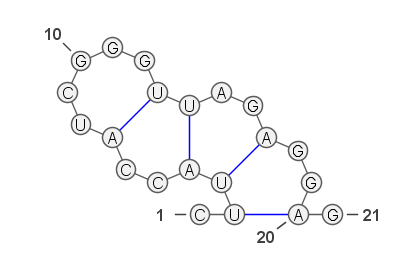 10
G
G G
C U U A G
U A A G
C C A U G
1 C U A G 21
20